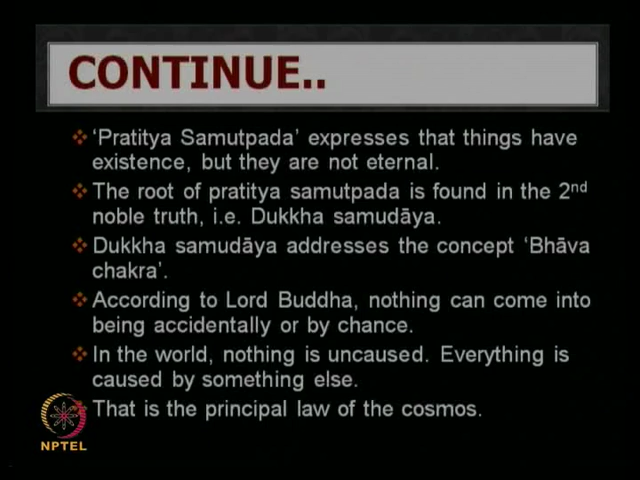 CONTINUE..
'Pratitya Samutpada' expresses that things have
existence, but they are not eternal.
The root of pratitya samutpada is found in the 2nd
noble truth, i.e. Dukkha samudāya.
Dukkha samudāya addresses the concept 'Bhāva
chakra'.
According to Lord Buddha, nothing can come into
being accidentally or by chance.
In the world, nothing is uncaused. Everything is
caused by something else.
That is the principal law of the cosmos.
NPTEL